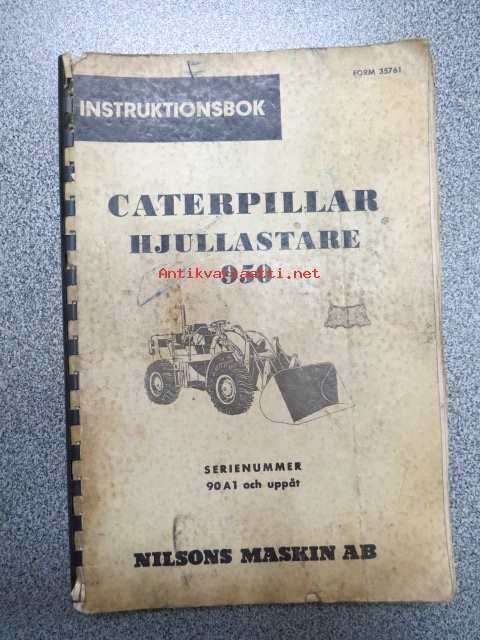 FORM 35761
INSTRUKTIONSBOK
CATERPILLAR
HJULLASTARE
950
Antikvariaatti.net
SERIENUMMER
90A1 och uppåt
NILSONS MASKIN AB